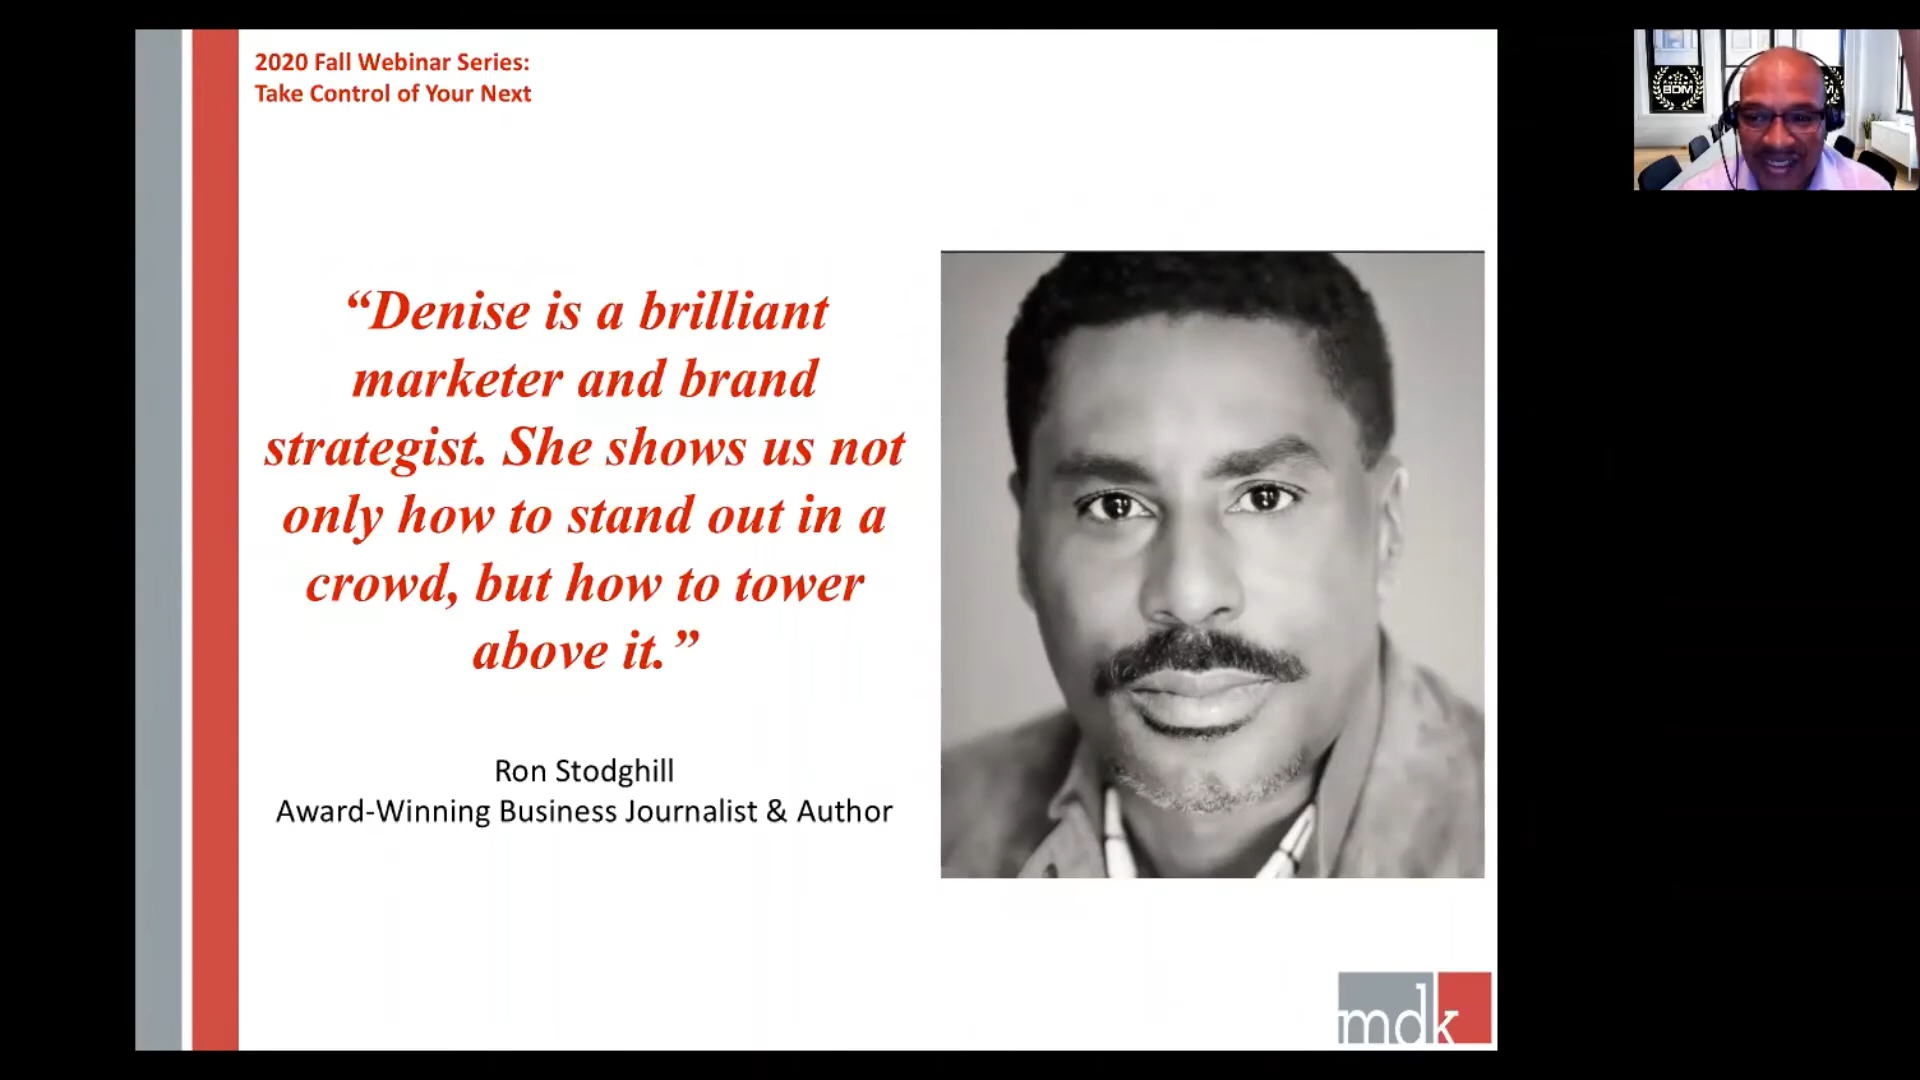 2020 Fall Webinar Series:
Take Control of Your Next
“Denise is a brilliant
marketer and brand
strategist. She shows us not
only how to stand out in a
crowd, but how to tower
above it.”
Ron Stodghill
Award-Winning Business Journalist & Author
mdk
BDM